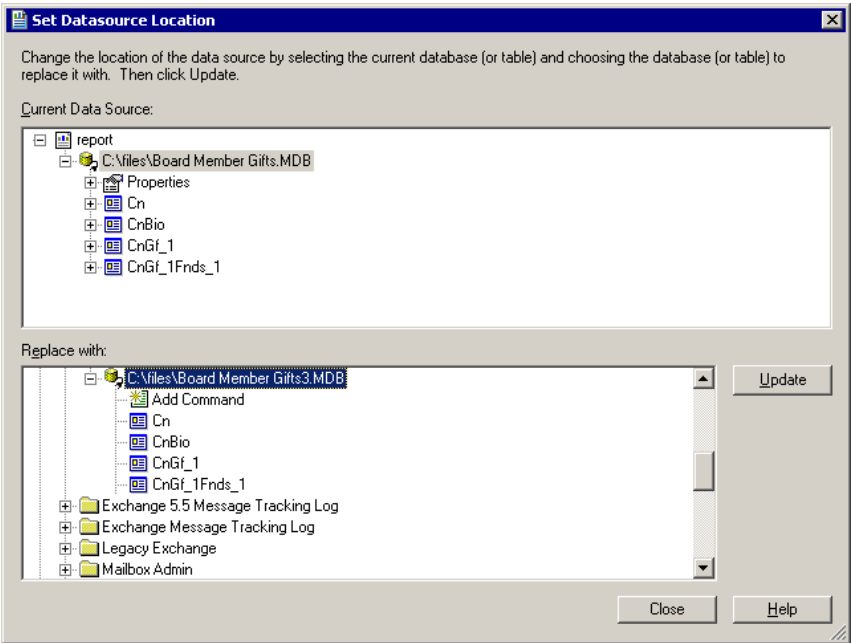 Set Datasource Location
Change the location of the data source by selecting the current database (or table) and choosing the database (or table) to
replace it with. Then click Update.
Current Data Source:
report
C:\files\Board Member Gifts.MDB
Properties
Cn
CnBio
CnGf_1
CnGf_1Fnds_1
Replace with:
C:\files\Board Member Gifts3.MDB
Update
Add Command
Cn
CnBio
CnGf_1
CnGf_1Fnds_1
Exchange 5.5 Message Tracking Log
Exchange Message Tracking Log
Legacy Exchange
Mailbox Admin
Close
Help